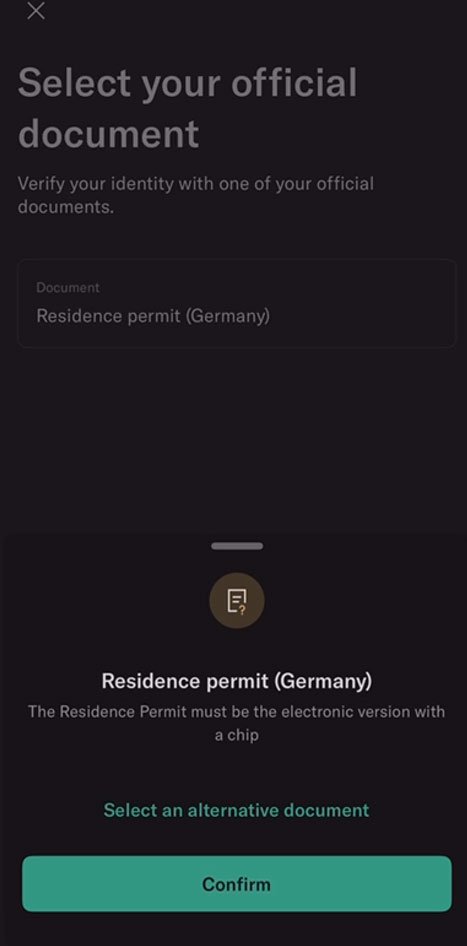 Select your official
document
Verify your identity with one of your official
documents.
Document
Residence permit (Germany)
Residence permit (Germany)
The Residence Permit must be the electronic version with
a chip
Select an alternative document
Confirm